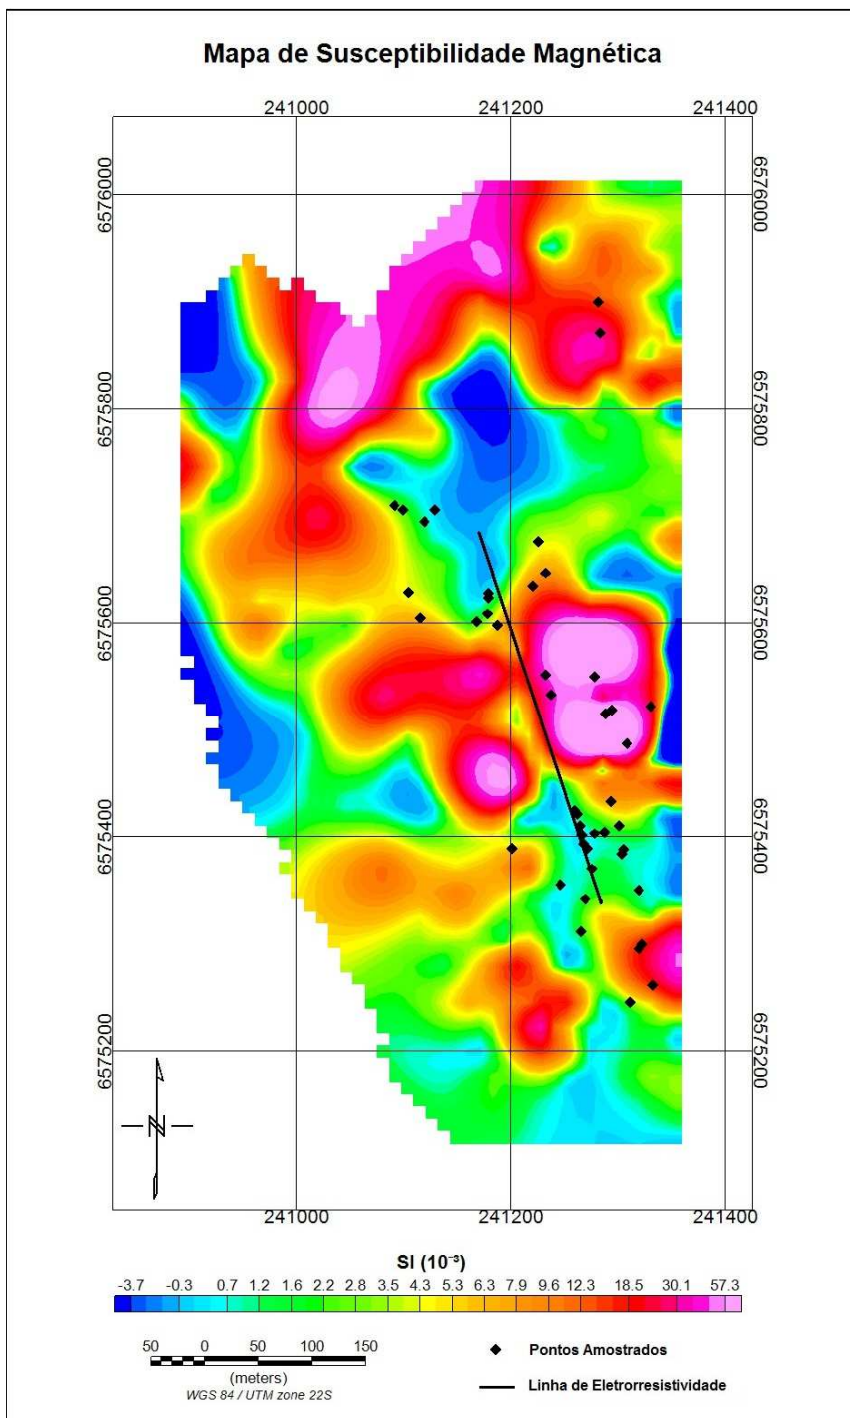 Mapa de Susceptibilidade Magnética
241000 241200 241400
6576000 6576000
6575800 6575800
6575600 6575600
6575400 6575400
6575200 6575200
N
241000 241200 241400
SI (10⁻³)
-3.7 -0.3 0.7 1.2 1.6 2.2 2.8 3.5 4.3 5.3 6.3 7.9 9.6 12.3 18.5 30.1 57.3
50 0 50 100 150
(meters)
WGS 84 / UTM zone 22S
Pontos Amostrados
Linha de Eletrorresistividade